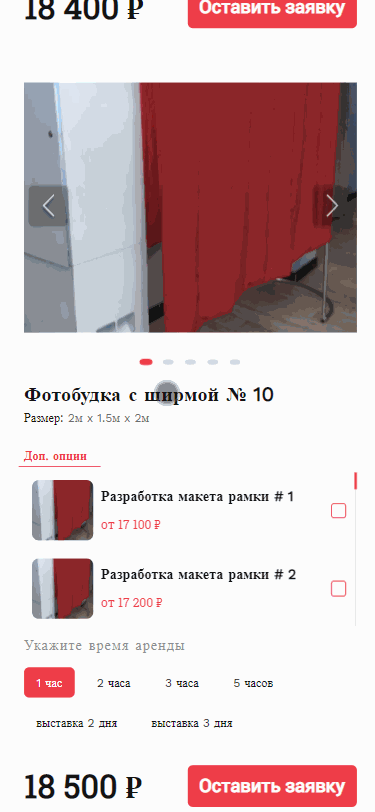 18 400 ₽
Оставить заявку
Фотобудка с ширмой № 10
Размер: 2м x 1.5м x 2м
Доп. опции
Разработка макета рамки # 1
от 17 100 ₽
Разработка макета рамки # 2
от 17 200 ₽
Укажите время аренды
1 час
2 часа
3 часа
5 часов
выставка 2 дня
выставка 3 дня
18 500 ₽
Оставить заявку